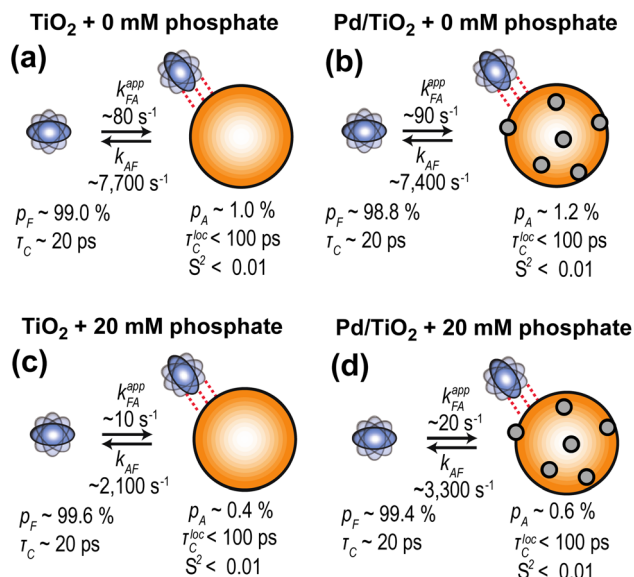 TiO₂ + 0 mM phosphate
(a)
k_FA^app
~80 s⁻¹
k_AF
~7,700 s⁻¹
p_F ~ 99.0 %
τ_C ~ 20 ps
p_A ~ 1.0 %
τ_C^loc < 100 ps
S² < 0.01
Pd/TiO₂ + 0 mM phosphate
(b)
k_FA^app
~90 s⁻¹
k_AF
~7,400 s⁻¹
p_F ~ 98.8 %
τ_C ~ 20 ps
p_A ~ 1.2 %
τ_C^loc < 100 ps
S² < 0.01
TiO₂ + 20 mM phosphate
(c)
k_FA^app
~10 s⁻¹
k_AF
~2,100 s⁻¹
p_F ~ 99.6 %
τ_C ~ 20 ps
p_A ~ 0.4 %
τ_C^loc < 100 ps
S² < 0.01
Pd/TiO₂ + 20 mM phosphate
(d)
k_FA^app
~20 s⁻¹
k_AF
~3,300 s⁻¹
p_F ~ 99.4 %
τ_C ~ 20 ps
p_A ~ 0.6 %
τ_C^loc < 100 ps
S² < 0.01